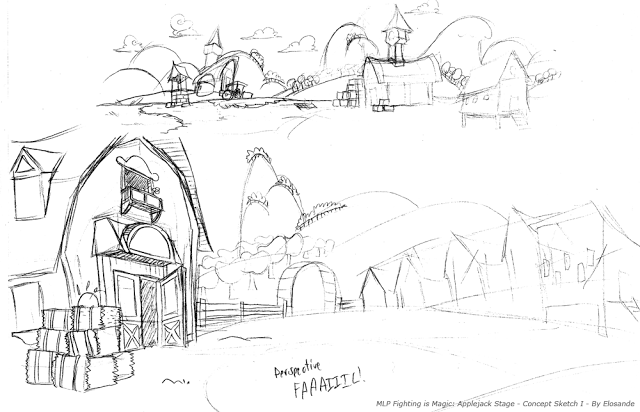 Perspective
FAAAIIIL!
MLP Fighting is Magic: Applejack Stage - Concept Sketch I - By Elosande